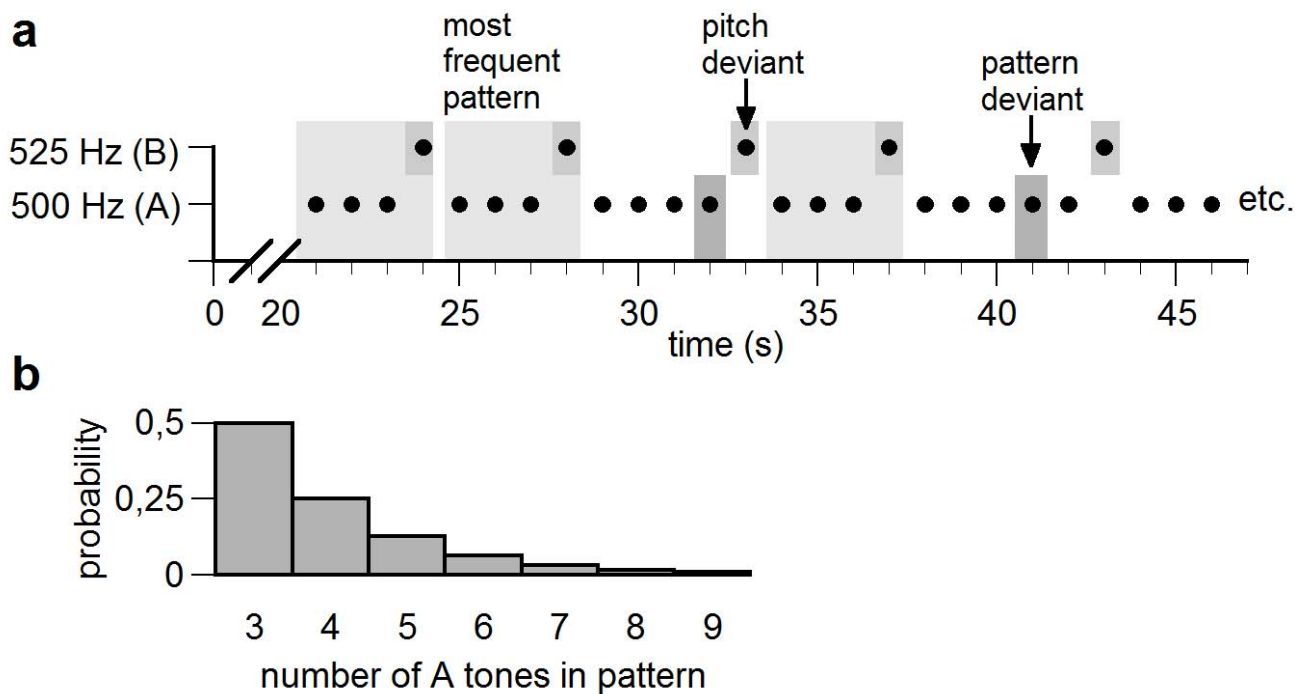 a
most
frequent
pattern
pitch
deviant
pattern
deviant
525 Hz (B)
500 Hz (A)
etc.
0 20 25 30 35 40 45
time (s)
b
probability
0,5
0,25
0
3 4 5 6 7 8 9
number of A tones in pattern